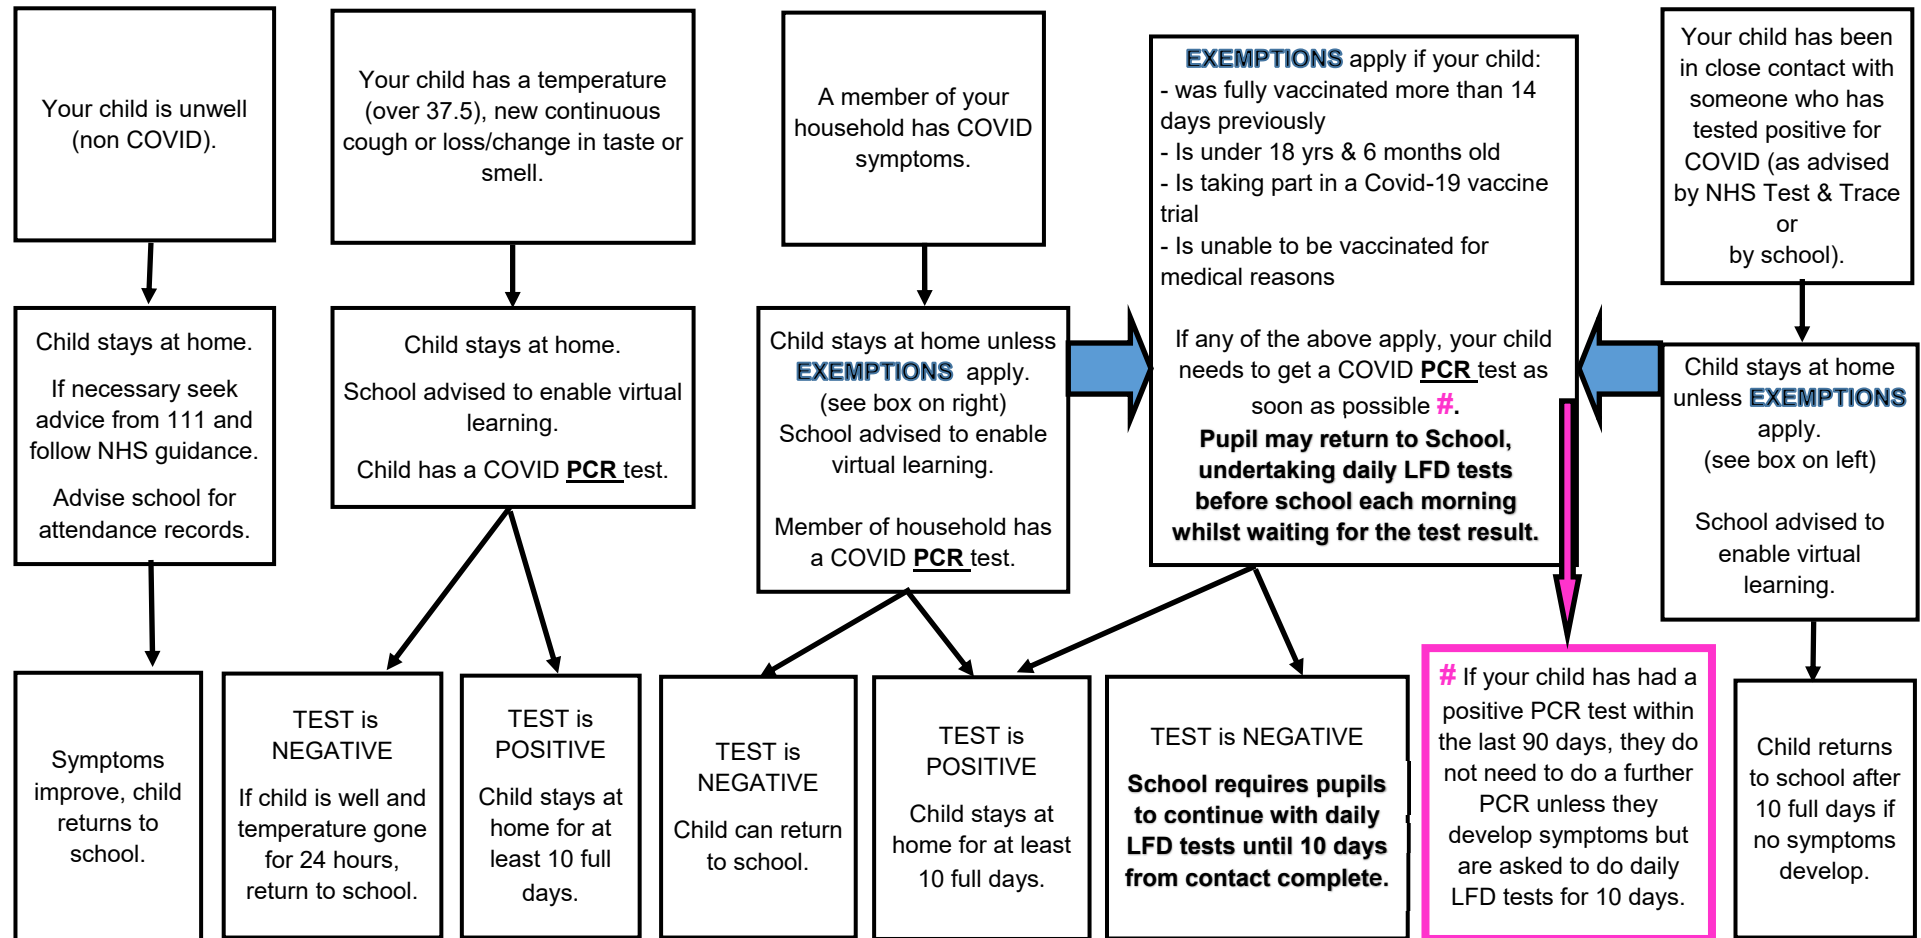 Your child is unwell
(non COVID).
Your child has a temperature
(over 37.5), new continuous
cough or loss/change in taste or
smell.
A member of your
household has COVID
symptoms.
EXEMPTIONS apply if your child:
- was fully vaccinated more than 14
days previously
- Is under 18 yrs & 6 months old
- Is taking part in a Covid-19 vaccine
trial
- Is unable to be vaccinated for
medical reasons
If any of the above apply, your child
needs to get a COVID PCR test as
soon as possible #.
Pupil may return to School,
undertaking daily LFD tests
before school each morning
whilst waiting for the test result.
Your child has been
in close contact with
someone who has
tested positive for
COVID (as advised
by NHS Test & Trace
or
by school).
Child stays at home.
If necessary seek
advice from 111 and
follow NHS guidance.
Advise school for
attendance records.
Child stays at home.
School advised to enable virtual
learning.
Child has a COVID PCR test.
Child stays at home unless
EXEMPTIONS apply.
(see box on right)
School advised to enable
virtual learning.
Member of household has
a COVID PCR test.
Child stays at home
unless EXEMPTIONS
apply.
(see box on left)
School advised to
enable virtual
learning.
Symptoms
improve, child
returns to
school.
TEST is
NEGATIVE
If child is well and
temperature gone
for 24 hours,
return to school.
TEST is
POSITIVE
Child stays at
home for at
least 10 full
days.
TEST is
NEGATIVE
Child can return
to school.
TEST is
POSITIVE
Child stays at
home for at least
10 full days.
TEST is NEGATIVE
School requires pupils
to continue with daily
LFD tests until 10 days
from contact complete.
# If your child has had a
positive PCR test within
the last 90 days, they do
not need to do a further
PCR unless they
develop symptoms but
are asked to do daily
LFD tests for 10 days.
Child returns
to school after
10 full days if
no symptoms
develop.